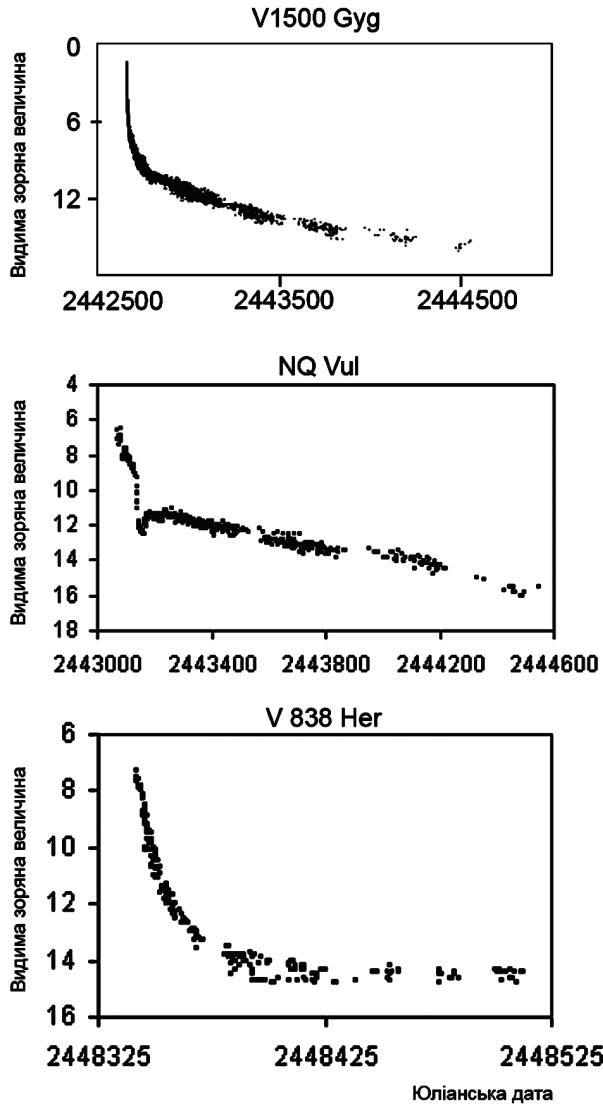 V1500 Gyg
Видима зоряна величина
0
6
12
2442500 2443500 2444500
NQ Vul
Видима зоряна величина
4
6
8
10
12
14
16
18
2443000 2443400 2443800 2444200 2444600
V 838 Her
Видима зоряна величина
6
8
10
12
14
16
2448325 2448425 2448525
Юліанська дата